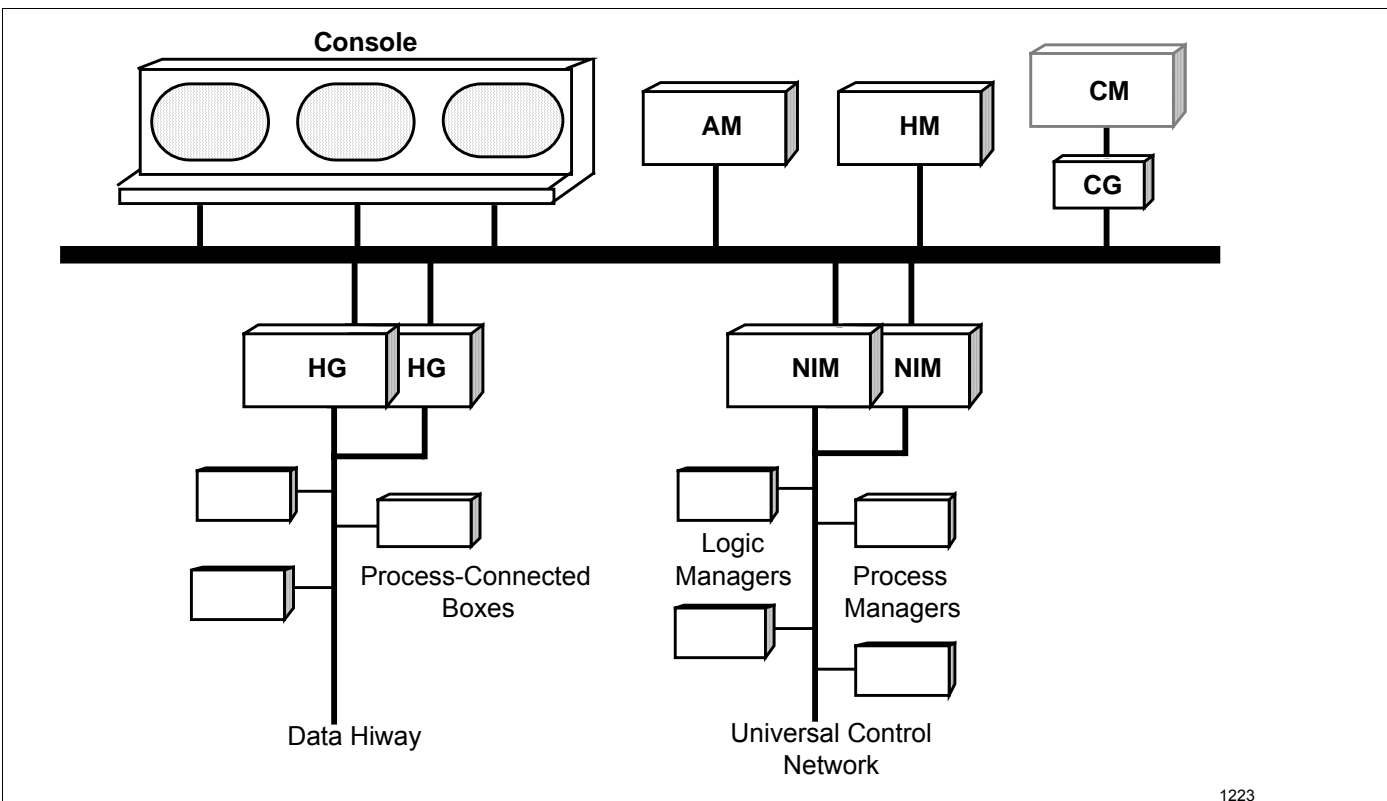 Console
AM
HM
CM
CG
HG
HG
NIM
NIM
Process-Connected
Boxes
Logic
Managers
Process
Managers
Data Hiway
Universal Control
Network
1223